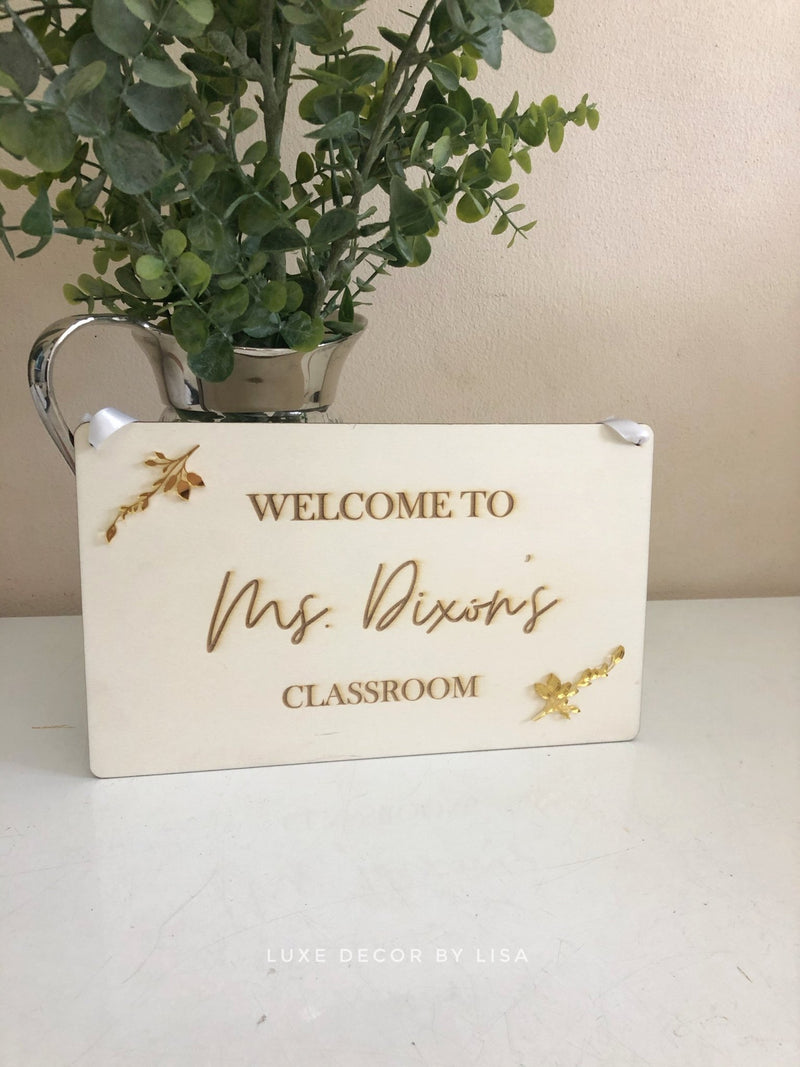 WELCOME TO
Ms. Dixon's
CLASSROOM
LUXE DECOR BY LISA